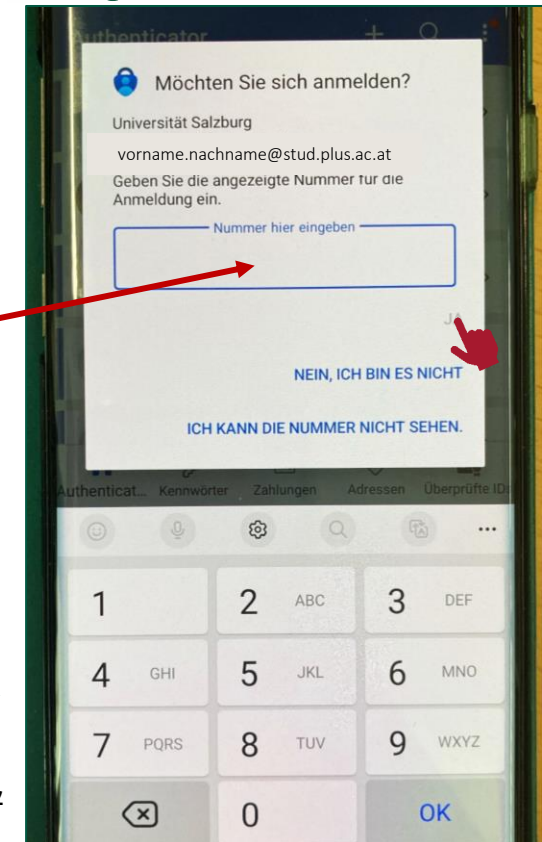 Authenticator
Möchten Sie sich anmelden?
Universität Salzburg
vorname.nachname@stud.plus.ac.at
Geben Sie die angezeigte Nummer für die
Anmeldung ein.
Nummer hier eingeben
JA
NEIN, ICH BIN ES NICHT
ICH KANN DIE NUMMER NICHT SEHEN.
Authenticat... Kennwörter Zahlungen Adressen Überprüfte IDs
1 2 ABC 3 DEF
4 GHI 5 JKL 6 MNO
7 PQRS 8 TUV 9 WXYZ
0 OK